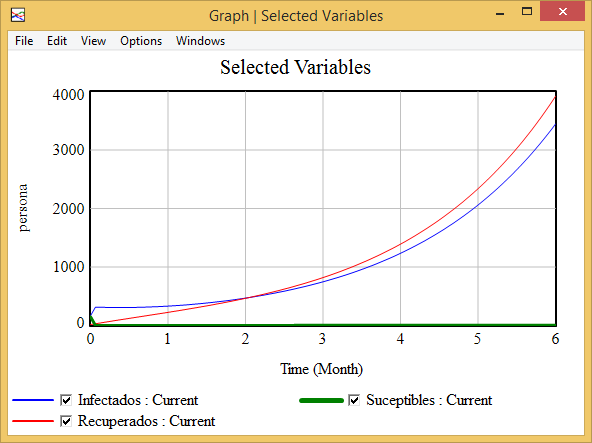 Graph | Selected Variables
File Edit View Options Windows
Selected Variables
4000
3000
2000
1000
0
persona
0 1 2 3 4 5 6
Time (Month)
Infectados : Current
Suceptibles : Current
Recuperados : Current